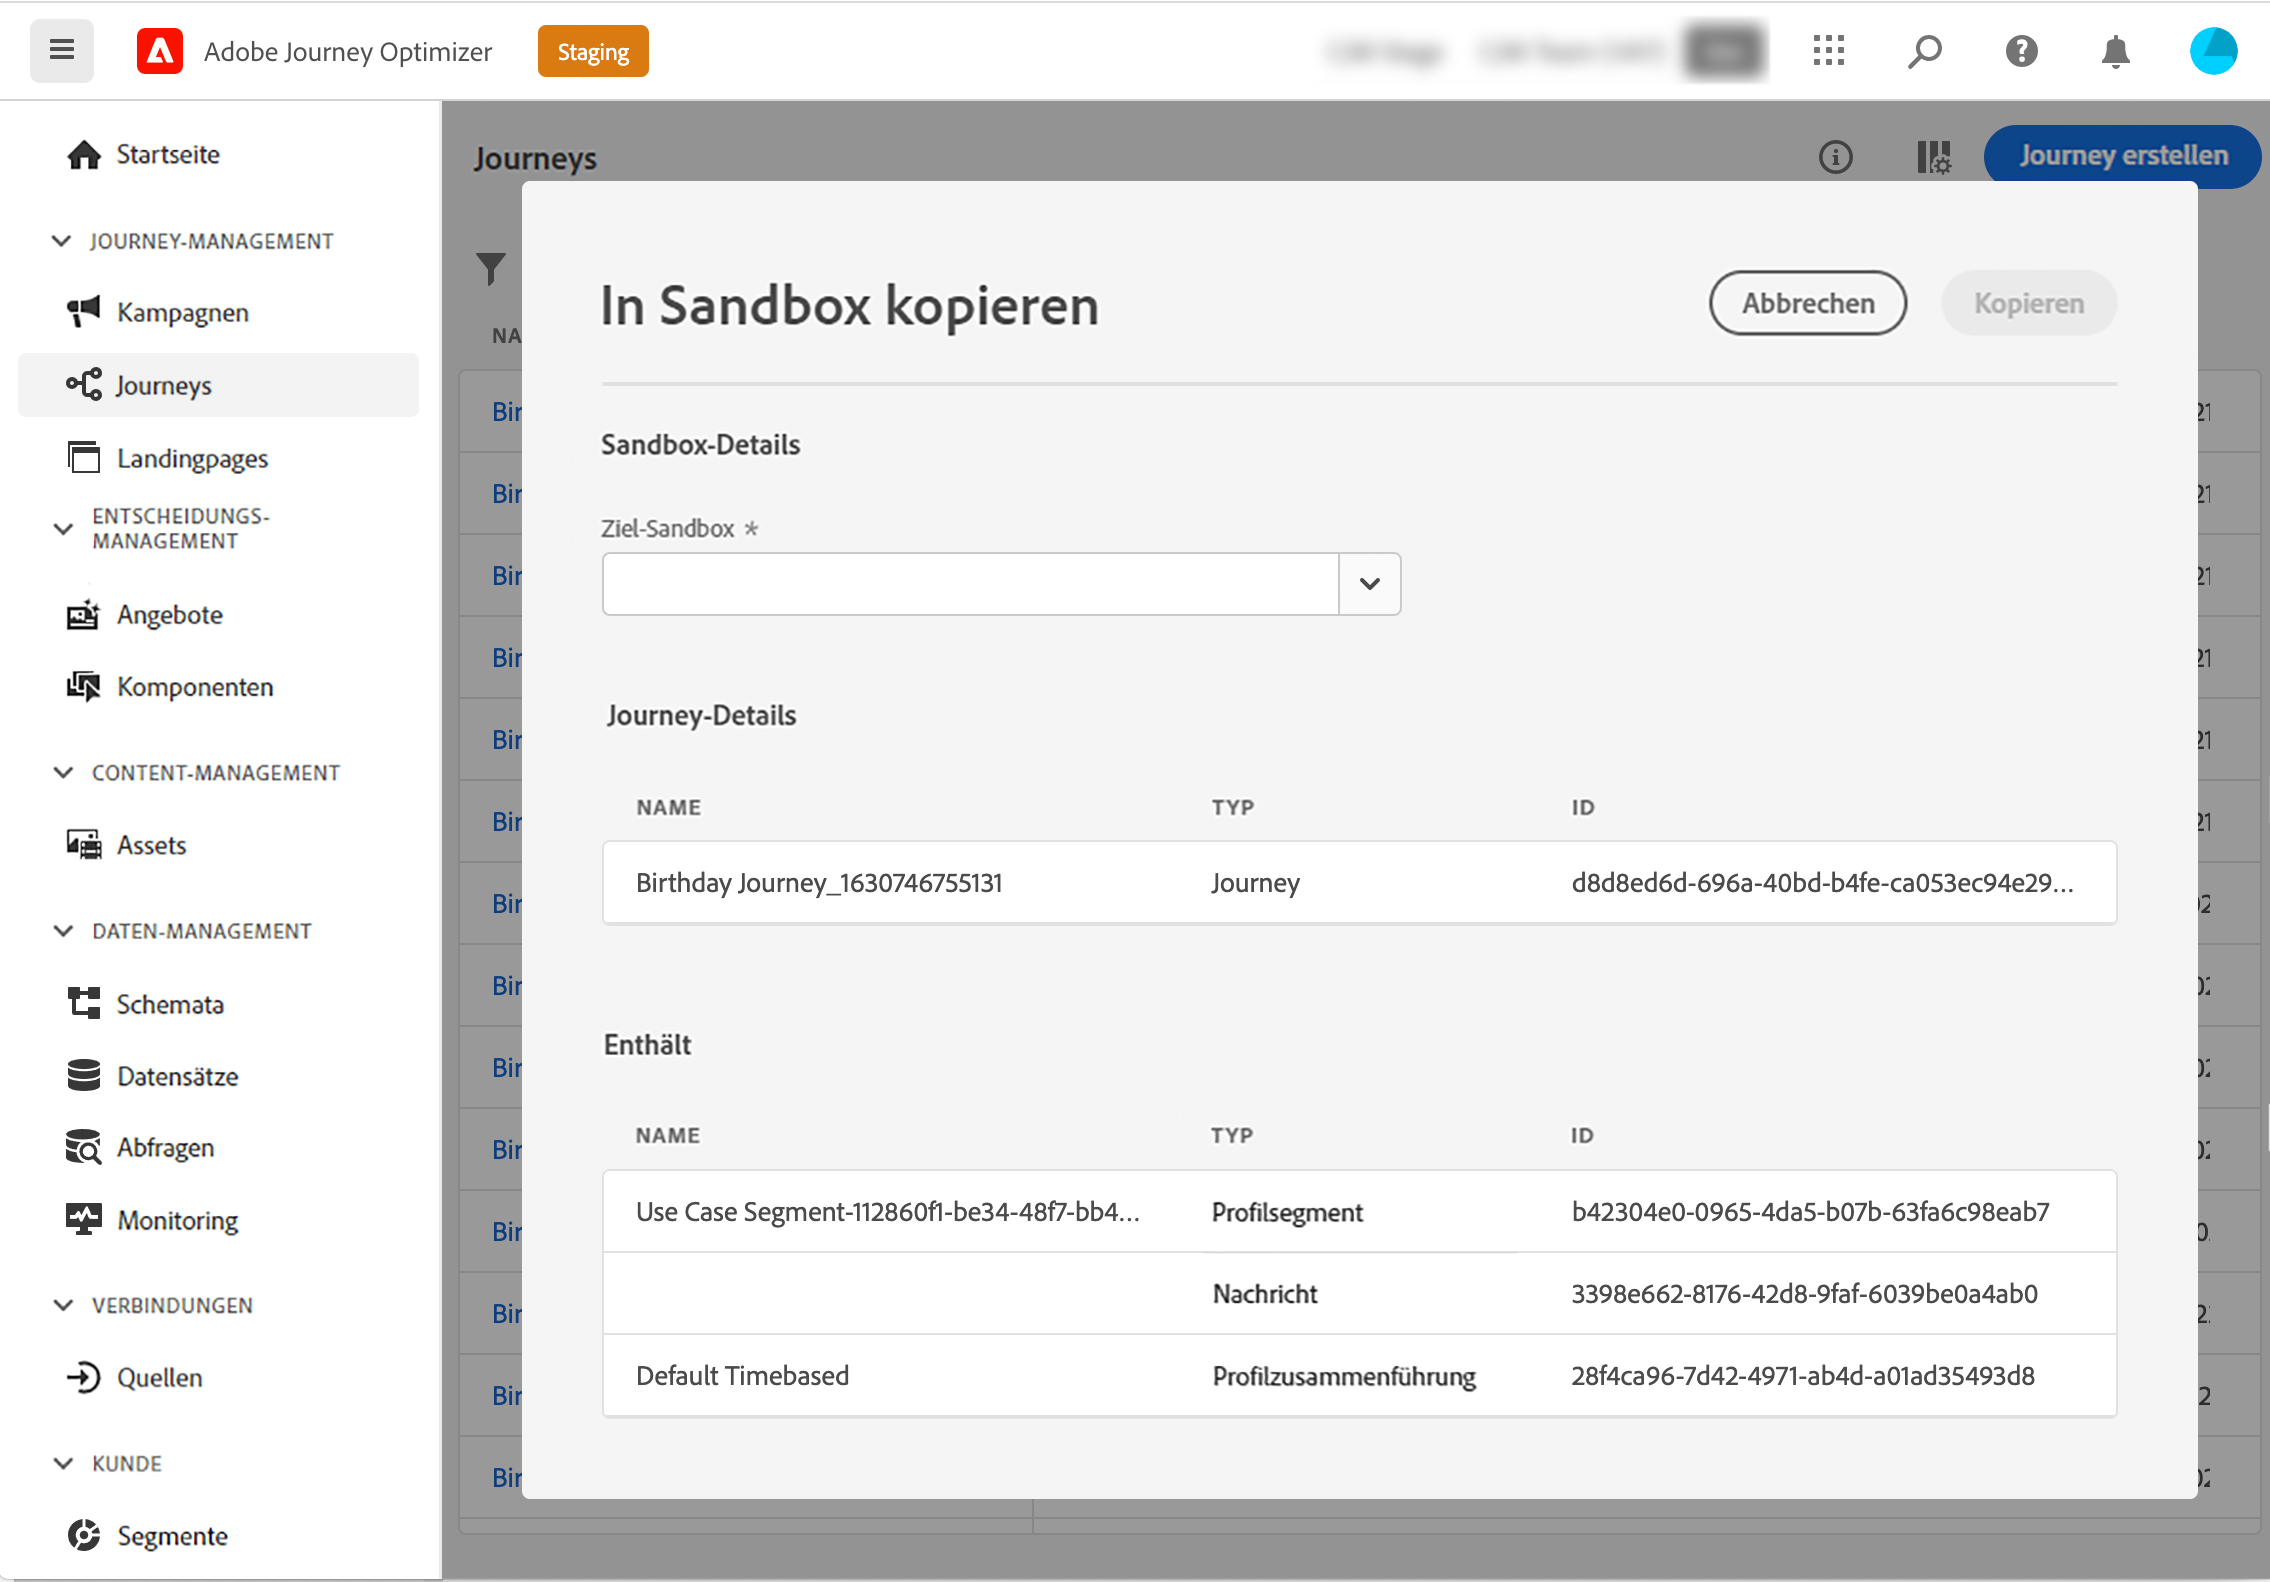 Adobe Journey Optimizer
Staging
Startseite
JOURNEY-MANAGEMENT
Kampagnen
Journeys
Landingpages
ENTSCHEIDUNGS-
MANAGEMENT
Angebote
Komponenten
CONTENT-MANAGEMENT
Assets
DATEN-MANAGEMENT
Schemata
Datensätze
Abfragen
Monitoring
VERBINDUNGEN
Quellen
KUNDE
Segmente
Journeys
Journey erstellen
In Sandbox kopieren
Abbrechen
Kopieren
Sandbox-Details
Ziel-Sandbox *
Journey-Details
NAME TYP ID
Birthday Journey_1630746755131 Journey d8d8ed6d-696a-40bd-b4fe-ca053ec94e29...
Enthält
NAME TYP ID
Use Case Segment-112860f1-be34-48f7-bb4... Profilsegment b42304e0-0965-4da5-b07b-63fa6c98eab7
Nachricht 3398e662-8176-42d8-9faf-6039be0a4ab0
Default Timebased Profilzusammenführung 28f4ca96-7d42-4971-ab4d-a01ad35493d8